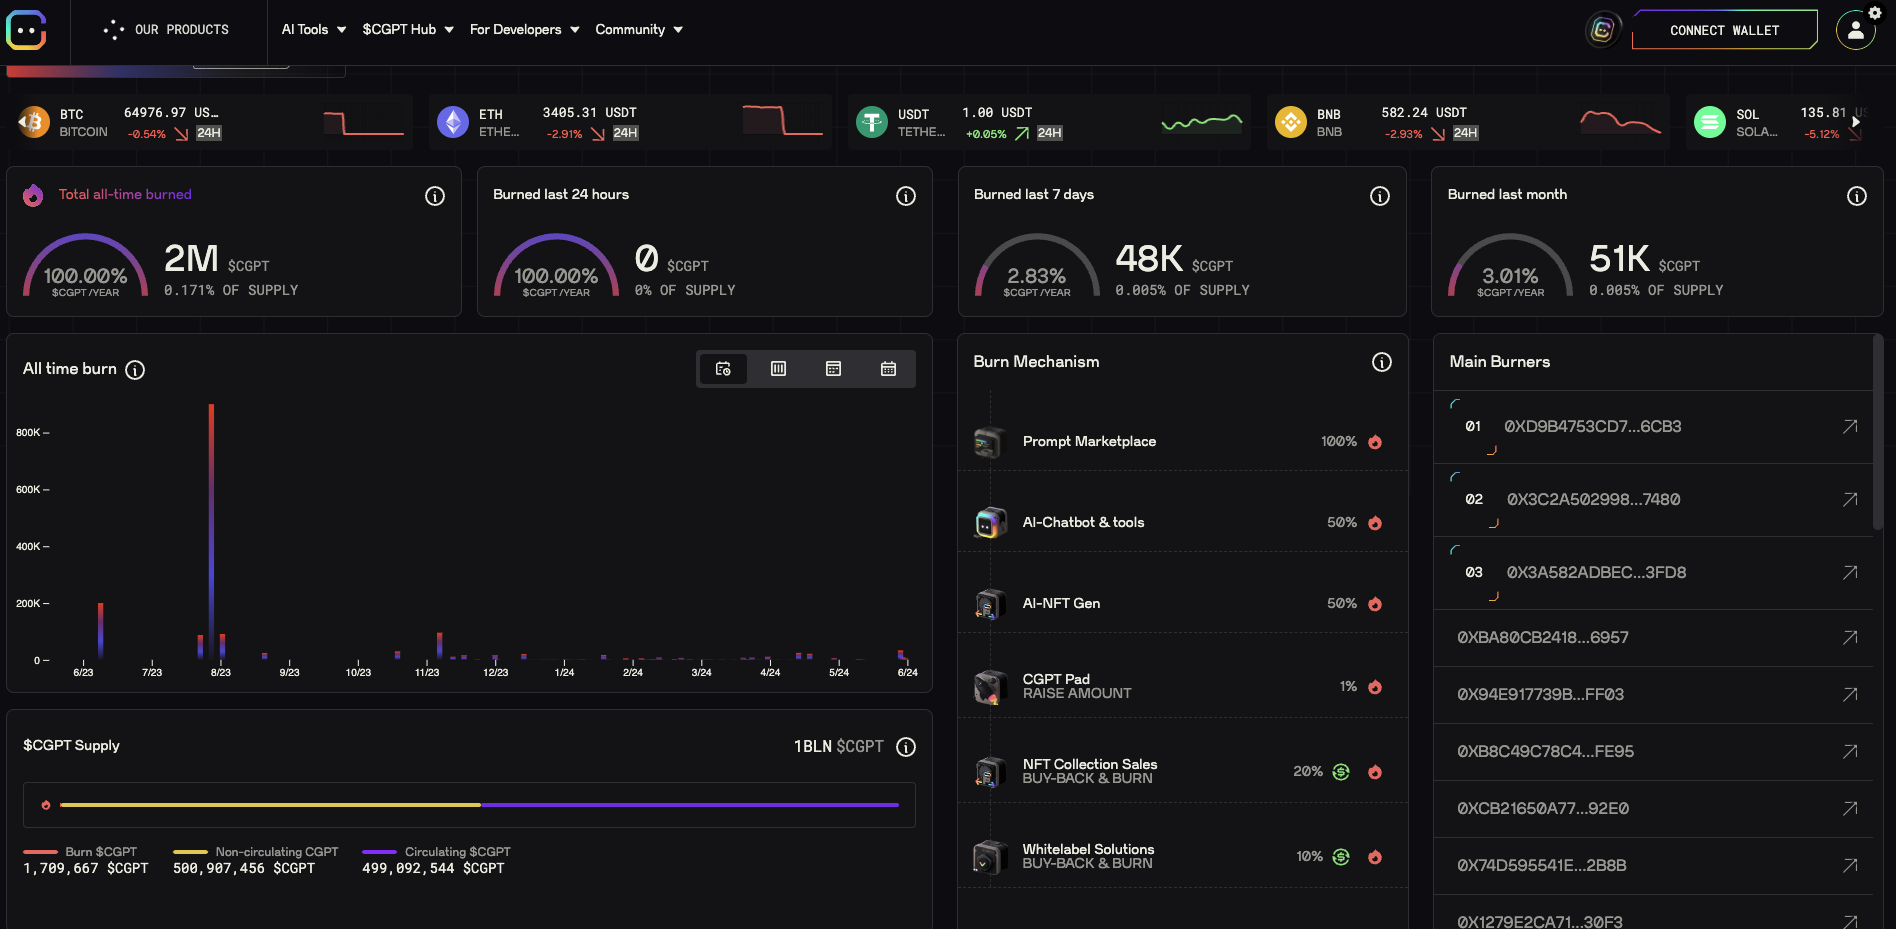 OUR PRODUCTS
AI Tools
$CGPT Hub
For Developers
Community
CONNECT WALLET
BTC 64976.97 US...
BITCOIN -0.54% 24H
ETH 3405.31 USDT
ETHE... -2.91% 24H
USDT 1.00 USDT
TETHE... +0.05% 24H
BNB 582.24 USDT
BNB -2.93% 24H
SOL 135.81 US
SOLA... -5.12%
Total all-time burned
100.00%
$CGPT/YEAR
2M $CGPT
0.171% OF SUPPLY
Burned last 24 hours
100.00%
$CGPT/YEAR
0 $CGPT
0% OF SUPPLY
Burned last 7 days
2.83%
$CGPT/YEAR
48K $CGPT
0.005% OF SUPPLY
Burned last month
3.01%
$CGPT/YEAR
51K $CGPT
0.005% OF SUPPLY
All time burn
800K
600K
400K
200K
0
6/23 7/23 8/23 9/23 10/23 11/23 12/23 1/24 2/24 3/24 4/24 5/24 6/24
$CGPT Supply
1BLN $CGPT
Burn $CGPT
1,709,667 $CGPT
Non-circulating CGPT
500,907,456 $CGPT
Circulating $CGPT
499,092,544 $CGPT
Burn Mechanism
Prompt Marketplace 100%
AI-Chatbot & tools 50%
AI-NFT Gen 50%
CGPT Pad
RAISE AMOUNT
1%
NFT Collection Sales
BUY-BACK & BURN
20%
Whitelabel Solutions
BUY-BACK & BURN
10%
Main Burners
01 0XD9B4753CD7...6CB3
02 0X3C2A502998...7480
03 0X3A582ADBEC...3FD8
0XBA80CB2418...6957
0X94E917739B...FF03
0XB8C49C78C4...FE95
0XCB21650A77...92E0
0X74D595541E...2B8B
0X1279E2CA71...30F3